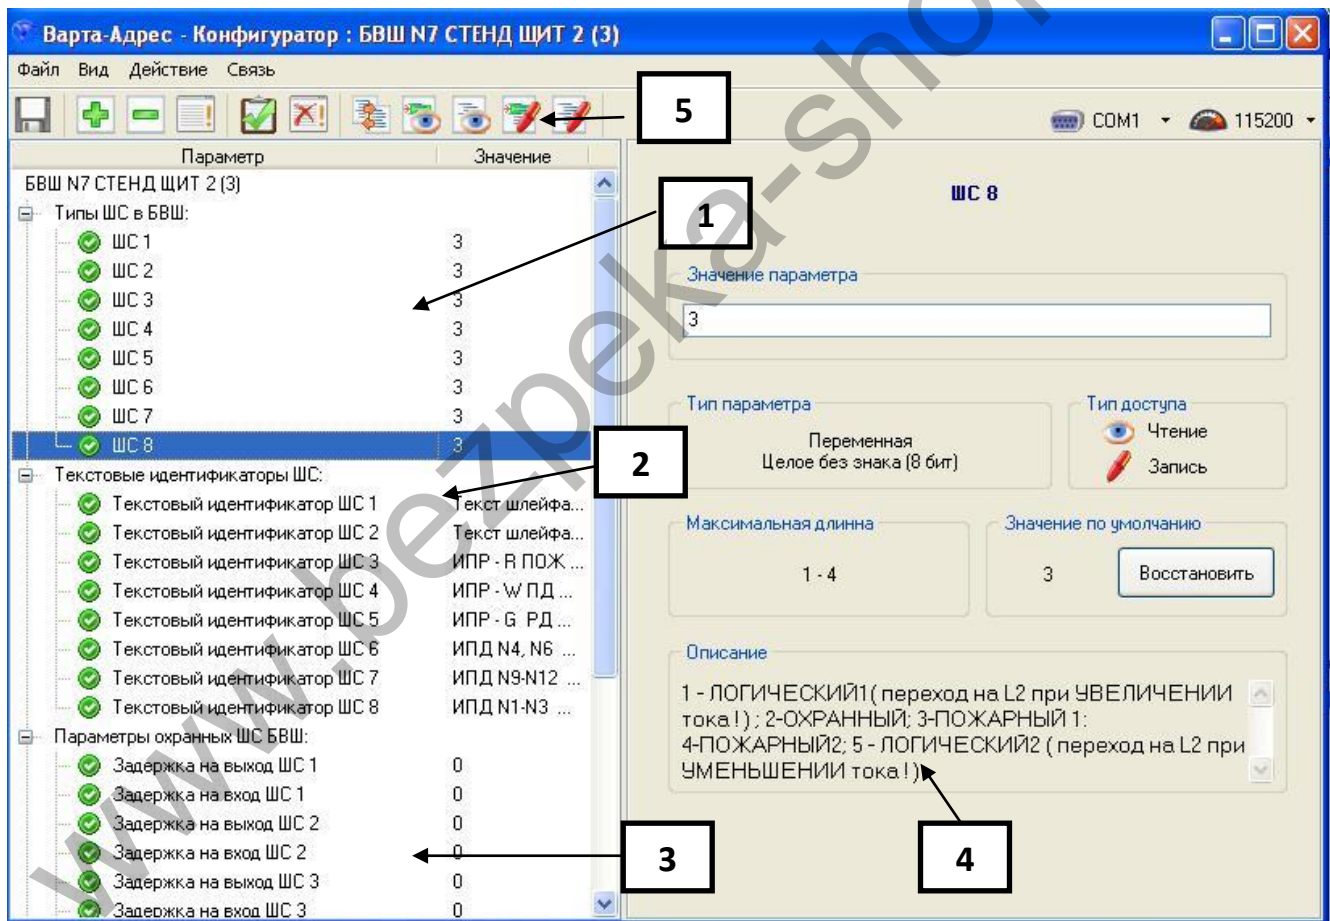 Варта-Адрес - Конфигуратор : БВШ N7 СТЕНД ЩИТ 2 (3)
Файл Вид Действие Связь
5
COM1 115200
Параметр Значение
БВШ N7 СТЕНД ЩИТ 2 (3)
Типы ШС в БВШ:
ШС 1 3
ШС 2 3
ШС 3 3
ШС 4 3
ШС 5 3
ШС 6 3
ШС 7 3
ШС 8 3
Текстовые идентификаторы ШС:
Текстовый идентификатор ШС 1 Текст шлейфа...
Текстовый идентификатор ШС 2 Текст шлейфа...
Текстовый идентификатор ШС 3 ИПР - R ПОЖ ...
Текстовый идентификатор ШС 4 ИПР - W ПД ...
Текстовый идентификатор ШС 5 ИПР - G РД ...
Текстовый идентификатор ШС 6 ИПД N4, N6 ...
Текстовый идентификатор ШС 7 ИПД N9-N12 ...
Текстовый идентификатор ШС 8 ИПД N1-N3 ...
Параметры охранных ШС БВШ:
Задержка на выход ШС 1 0
Задержка на вход ШС 1 0
Задержка на выход ШС 2 0
Задержка на вход ШС 2 0
Задержка на выход ШС 3 0
Задержка на вход ШС 3 0
1
2
3
ШС 8
Значение параметра
3
Тип параметра
Переменная
Целое без знака (8 бит)
Тип доступа
Чтение
Запись
Максимальная длинна
1 - 4
Значение по умолчанию
3 Восстановить
Описание
1 - ЛОГИЧЕСКИЙ1( переход на L2 при УВЕЛИЧЕНИИ
тока!) ; 2-ОХРАННЫЙ; 3-ПОЖАРНЫЙ 1:
4-ПОЖАРНЫЙ2; 5 - ЛОГИЧЕСКИЙ2 ( переход на L2 при
УМЕНЬШЕНИИ тока!)
4
www.bezpeka-shop